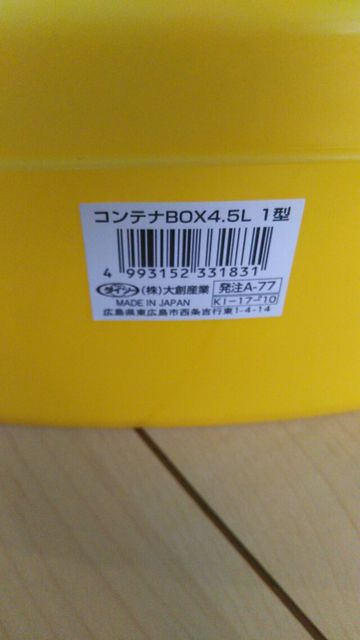 コンテナBOX4.5L 1型
4 993152 331831
ダイソー (株)大創産業 発注A-77
MADE IN JAPAN KI-17-#10
広島県東広島市西条吉行東1-4-14